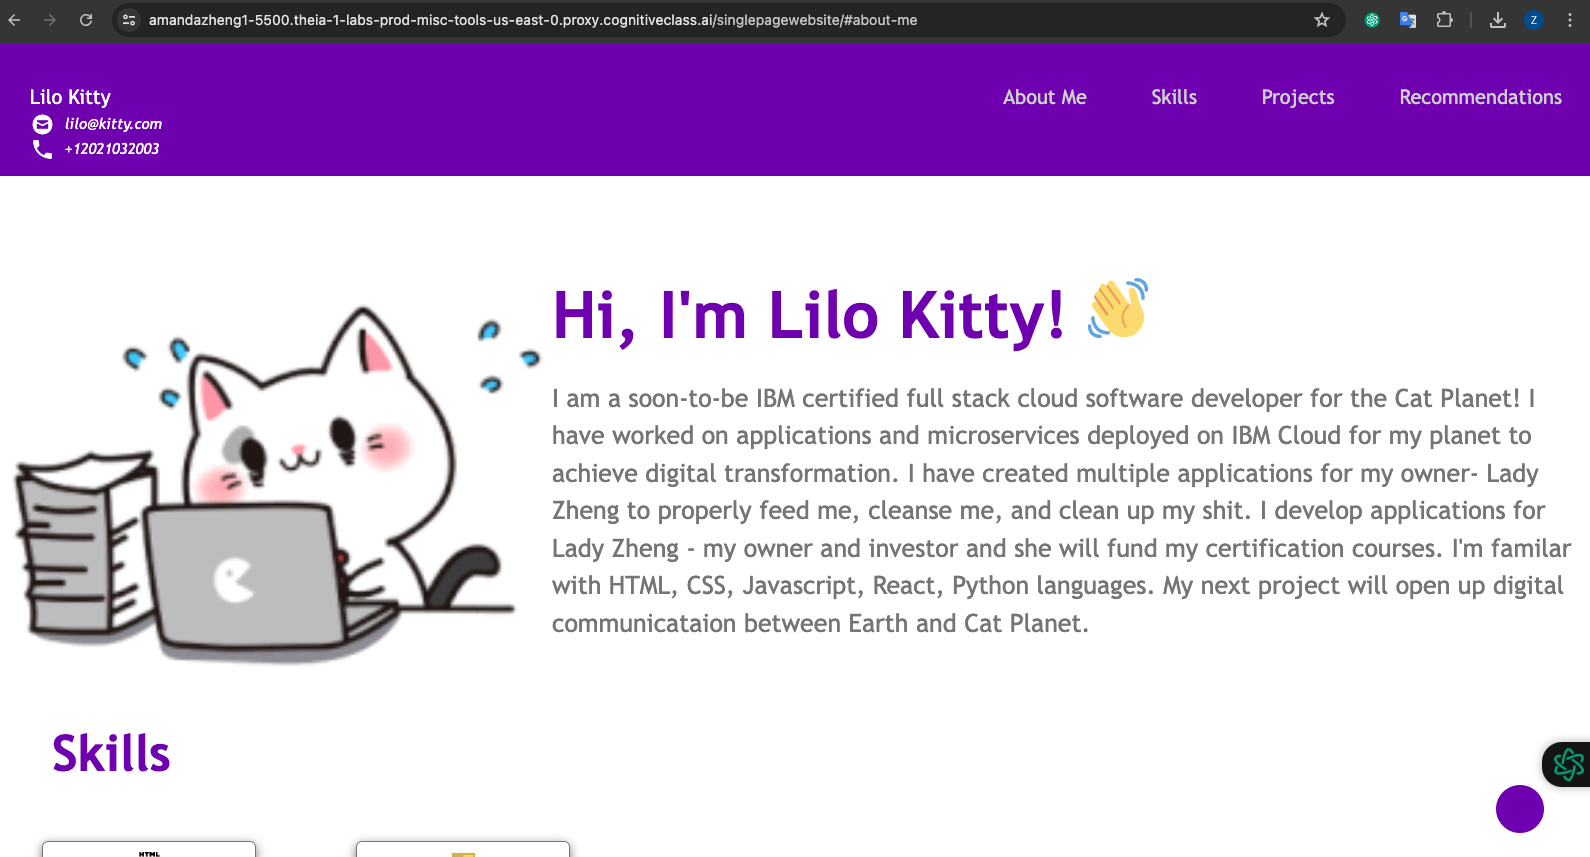 amandazheng1-5500.theia-1-labs-prod-misc-tools-us-east-0.proxy.cognitiveclass.ai/singlepagewebsite/#about-me
Z
Lilo Kitty
lilo@kitty.com
+12021032003
About Me
Skills
Projects
Recommendations
Hi, I'm Lilo Kitty! 👋
I am a soon-to-be IBM certified full stack cloud software developer for the Cat Planet! I
have worked on applications and microservices deployed on IBM Cloud for my planet to
achieve digital transformation. I have created multiple applications for my owner- Lady
Zheng to properly feed me, cleanse me, and clean up my shit. I develop applications for
Lady Zheng - my owner and investor and she will fund my certification courses. I'm familar
with HTML, CSS, Javascript, React, Python languages. My next project will open up digital
communicataion between Earth and Cat Planet.
Skills
HTML